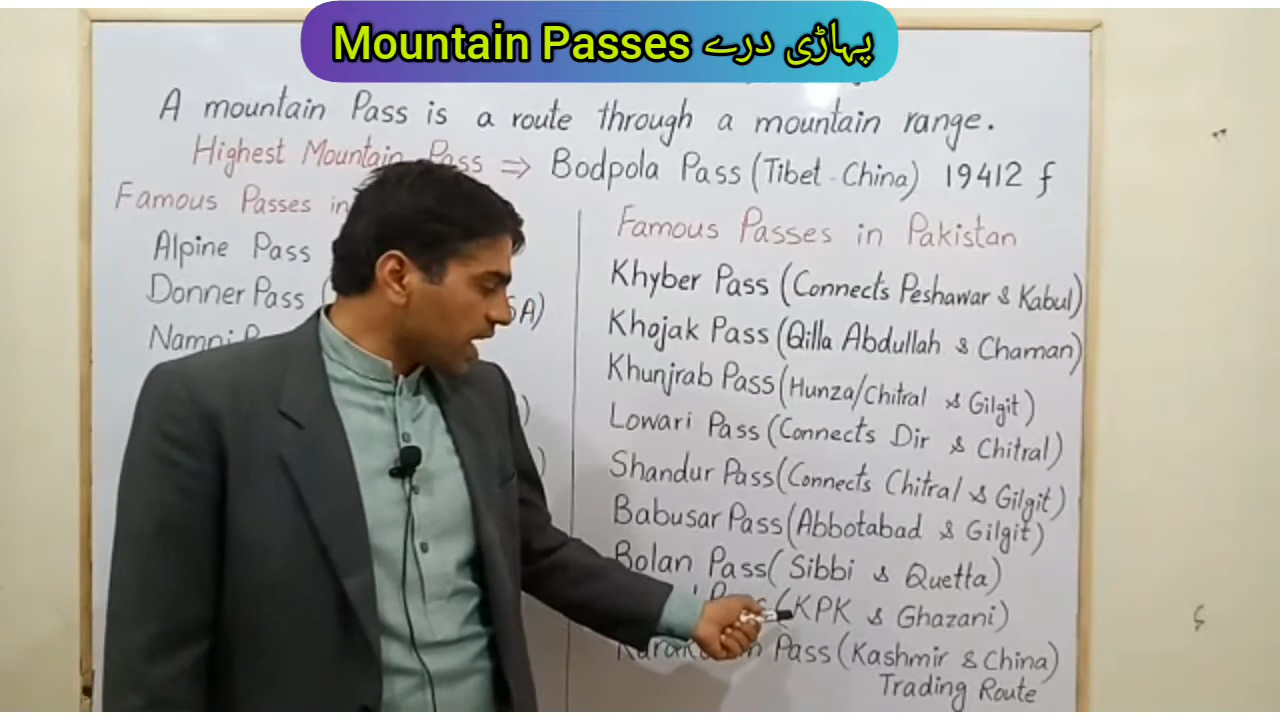 Mountain Passes پہاڑی درے
A mountain Pass is a route through a mountain range.
Highest Mountain Pass ⇒ Bodpola Pass (Tibet - China) 19412 f
Famous Passes in
Alpine Pass
Donner Pass (
SA)
Famous Passes in Pakistan
Khyber Pass (Connects Peshawar & Kabul)
Khojak Pass (Qilla Abdullah & Chaman)
Khunjrab Pass (Hunza/Chitral & Gilgit)
Lowari Pass (Connects Dir & Chitral)
Shandur Pass (Connects Chitral & Gilgit)
Babusar Pass (Abbotabad & Gilgit)
Bolan Pass ( Sibbi & Quetta)
Pass (KPK & Ghazani)
Pass (Kashmir & China)
Trading Route